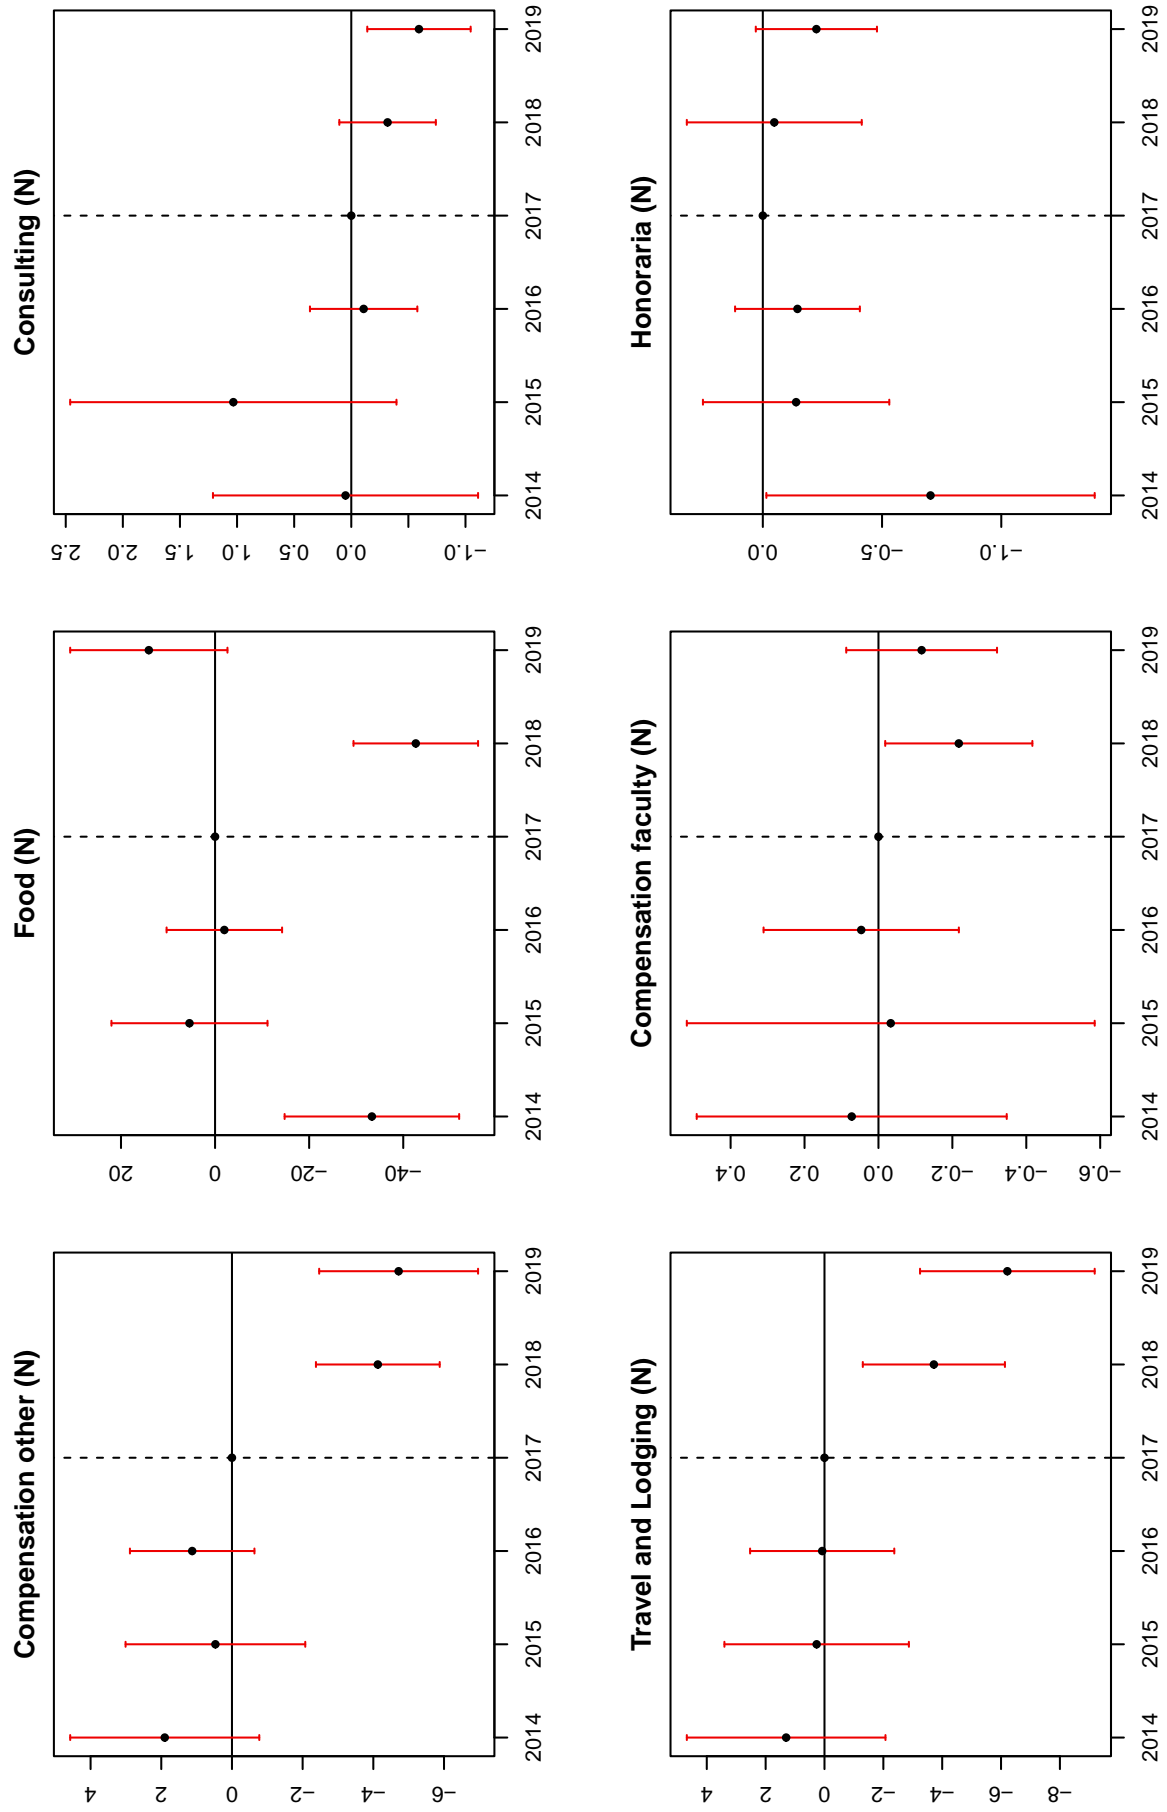 Compensation other (N)
4
2
0
−2
−4
−6
2014 2015 2016 2017 2018 2019
Food (N)
20
0
−20
−40
2014 2015 2016 2017 2018 2019
Consulting (N)
2.5
2.0
1.5
1.0
0.5
0.0
−1.0
2014 2015 2016 2017 2018 2019
Travel and Lodging (N)
4
2
0
−2
−4
−6
−8
2014 2015 2016 2017 2018 2019
Compensation faculty (N)
0.4
0.2
0.0
−0.2
−0.4
−0.6
2014 2015 2016 2017 2018 2019
Honoraria (N)
0.0
−0.5
−1.0
2014 2015 2016 2017 2018 2019